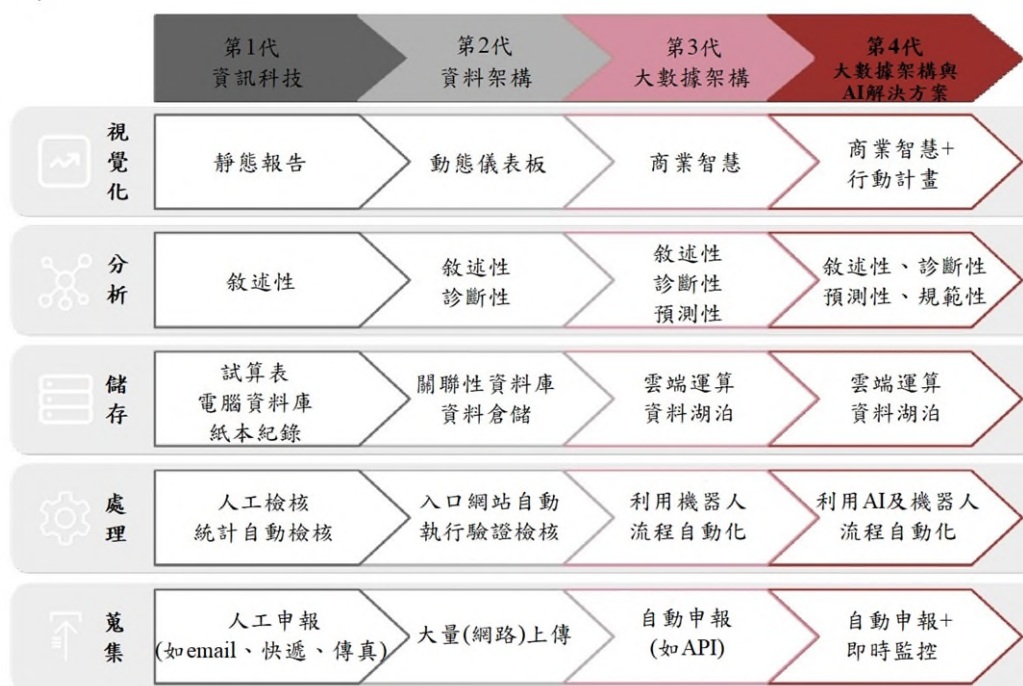 第1代
資訊科技
第2代
資料架構
第3代
大數據架構
第4代
大數據架構與
AI解決方案
視
覺
化
靜態報告
動態儀表板
商業智慧
商業智慧+
行動計畫
分
析
敘述性
敘述性
診斷性
敘述性
診斷性
預測性
敘述性、診斷性
預測性、規範性
儲
存
試算表
電腦資料庫
紙本紀錄
關聯性資料庫
資料倉儲
雲端運算
資料湖泊
雲端運算
資料湖泊
處
理
人工檢核
統計自動檢核
入口網站自動
執行驗證檢核
利用機器人
流程自動化
利用AI及機器人
流程自動化
蒐
集
人工申報
(如email、快遞、傳真)
大量(網路)上傳
自動申報
(如API)
自動申報+
即時監控